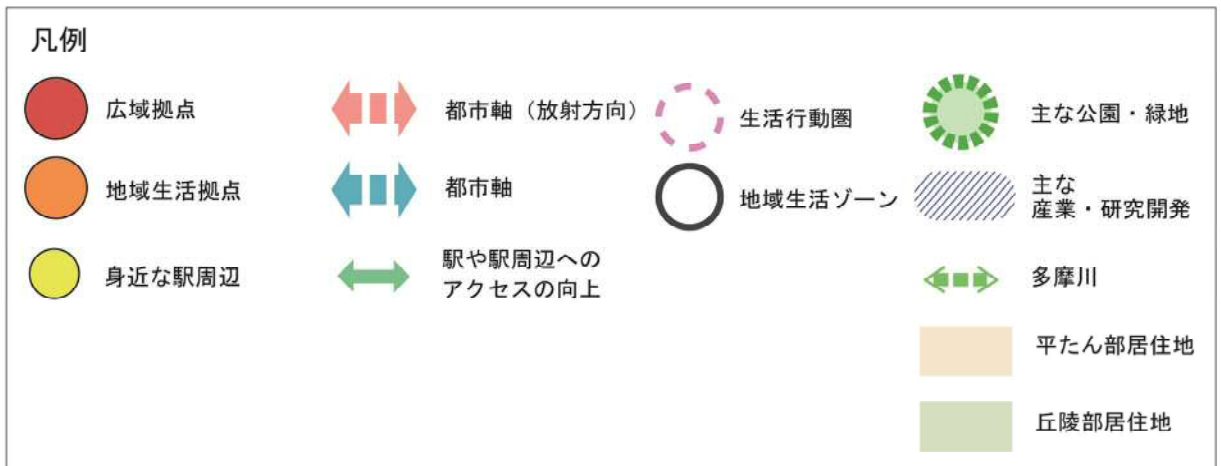 凡例
広域拠点
地域生活拠点
身近な駅周辺
都市軸（放射方向）
都市軸
駅や駅周辺への
アクセスの向上
生活行動圏
地域生活ゾーン
主な公園・緑地
主な
産業・研究開発
多摩川
平たん部居住地
丘陵部居住地